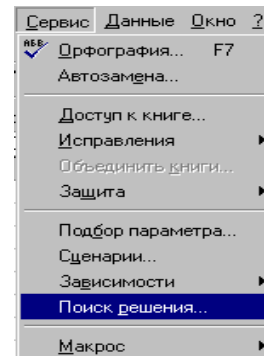 Сервис Данные Окно ?
АБВ Орфография... F7
Автозамена...
Доступ к книге...
Исправления
Объединить книги...
Защита
Подбор параметра...
Сценарии...
Зависимости
Поиск решения...
Макрос